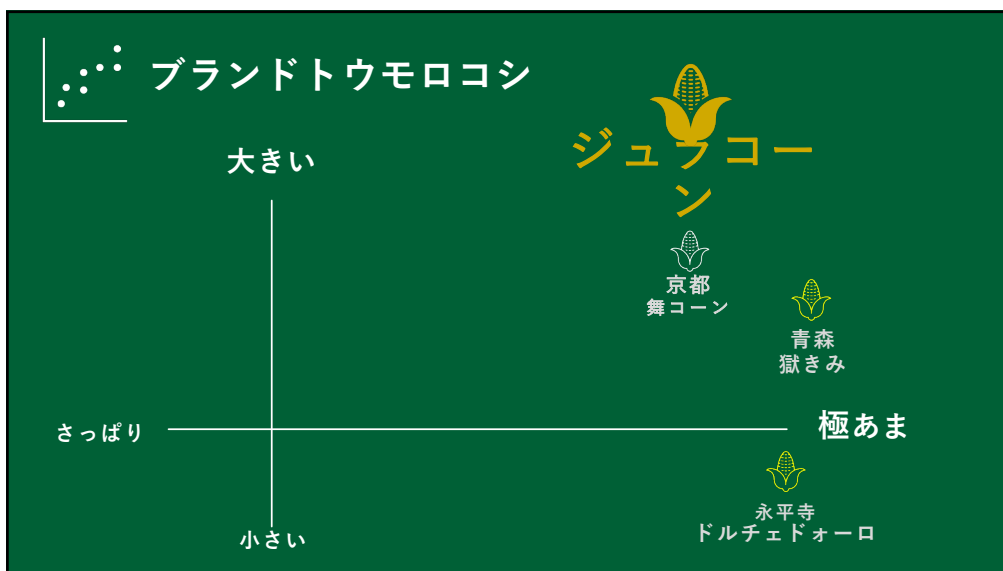 ブランドトウモロコシ
大きい
ジュラコー
ン
京都
舞コーン
青森
獄きみ
さっぱり
極あま
永平寺
ドルチェドォーロ
小さい